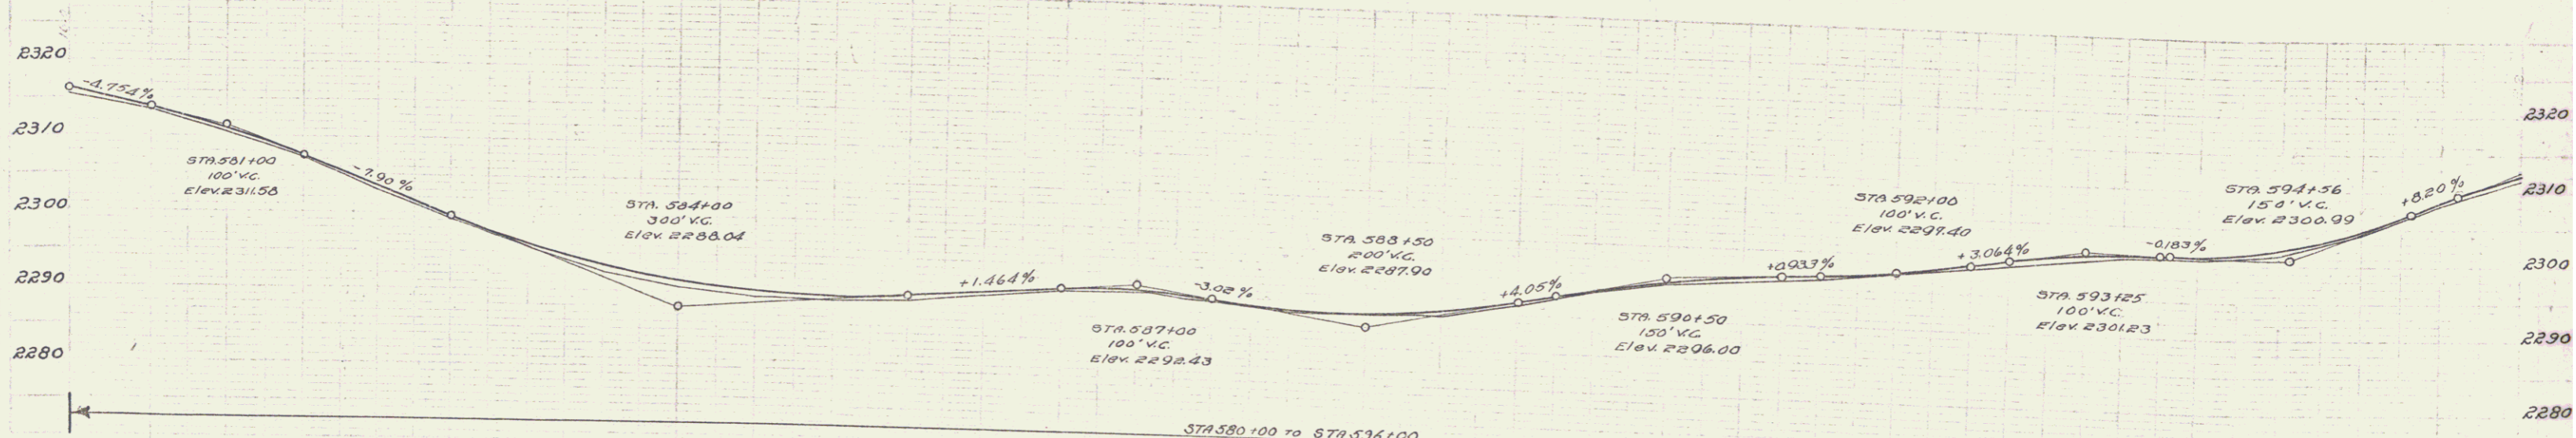 2320
2310
2300
2290
2280
-4.754%
STA.581+00
100' V.C.
Elev.2311.58
-7.90%
STA. 584+00
300' V.C.
Elev. 2288.04
+1.464%
STA. 587+00
100' V.C.
Elev. 2292.43
-3.02%
STA. 588+50
200' V.C.
Elev. 2287.90
+4.05%
STA. 590+50
150' V.C.
Elev. 2296.00
+0.933%
STA 592+00
100' V.C.
Elev. 2297.40
+3.064%
STA. 593+25
100' V.C.
Elev. 2301.23
-0.183%
STA. 594+56
150' V.C.
Elev. 2300.99
+8.20%
2320
2310
2300
2290
2280
STA 580+00 TO STA 596+00